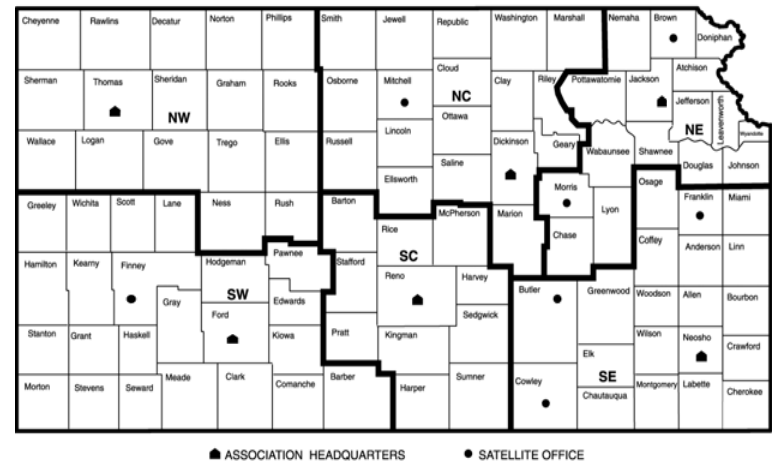 Cheyenne Rawlins Decatur Norton Phillips Smith Jewell Republic Washington Marshall Nemaha Brown Doniphan
Sherman Thomas Sheridan Graham Rooks Osborne Mitchell Cloud Clay Riley Pottawatomie Jackson Atchison
NW NC Jefferson Leavenworth Wyandotte
Ottawa NE
Wallace Logan Gove Trego Ellis Russell Lincoln Dickinson Geary Wabaunsee Shawnee
Saline Douglas Johnson
Ellsworth Morris
Greeley Wichita Scott Lane Ness Rush Barton McPherson Marion Lyon Osage Franklin Miami
Rice
Hamilton Kearny Finney Hodgeman Pawnee Stafford SC Chase Coffey Anderson Linn
Reno Harvey
Gray SW Edwards Butler Greenwood Woodson Allen Bourbon
Ford Sedgwick
Stanton Grant Haskell Kiowa Pratt Kingman Wilson Neosho Crawford
Elk
Morton Stevens Seward Meade Clark Comanche Barber Harper Sumner Cowley SE Montgomery Labette Cherokee
Chautauqua
ASSOCIATION HEADQUARTERS SATELLITE OFFICE